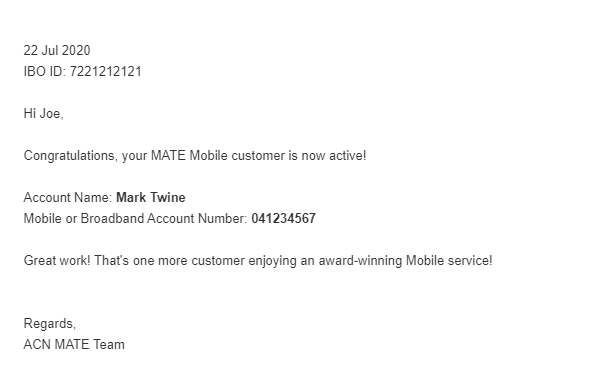 22 Jul 2020
IBO ID: 7221212121
Hi Joe,
Congratulations, your MATE Mobile customer is now active!
Account Name: Mark Twine
Mobile or Broadband Account Number: 041234567
Great work! That's one more customer enjoying an award-winning Mobile service!
Regards,
ACN MATE Team